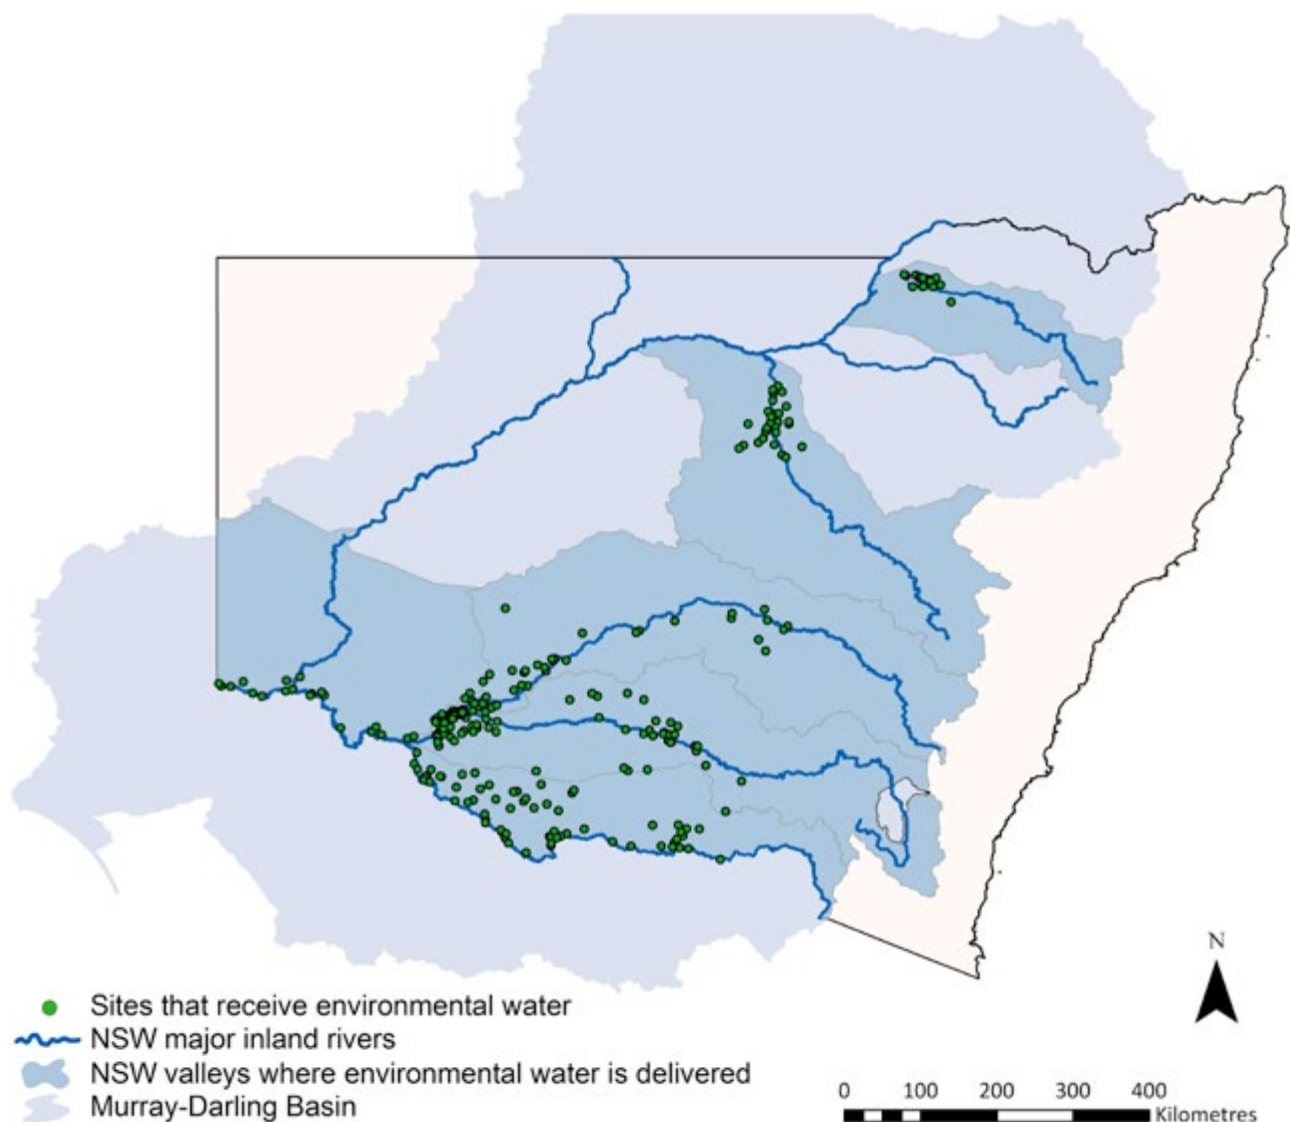 N
Sites that receive environmental water
NSW major inland rivers
NSW valleys where environmental water is delivered
Murray-Darling Basin
0 100 200 300 400
Kilometres